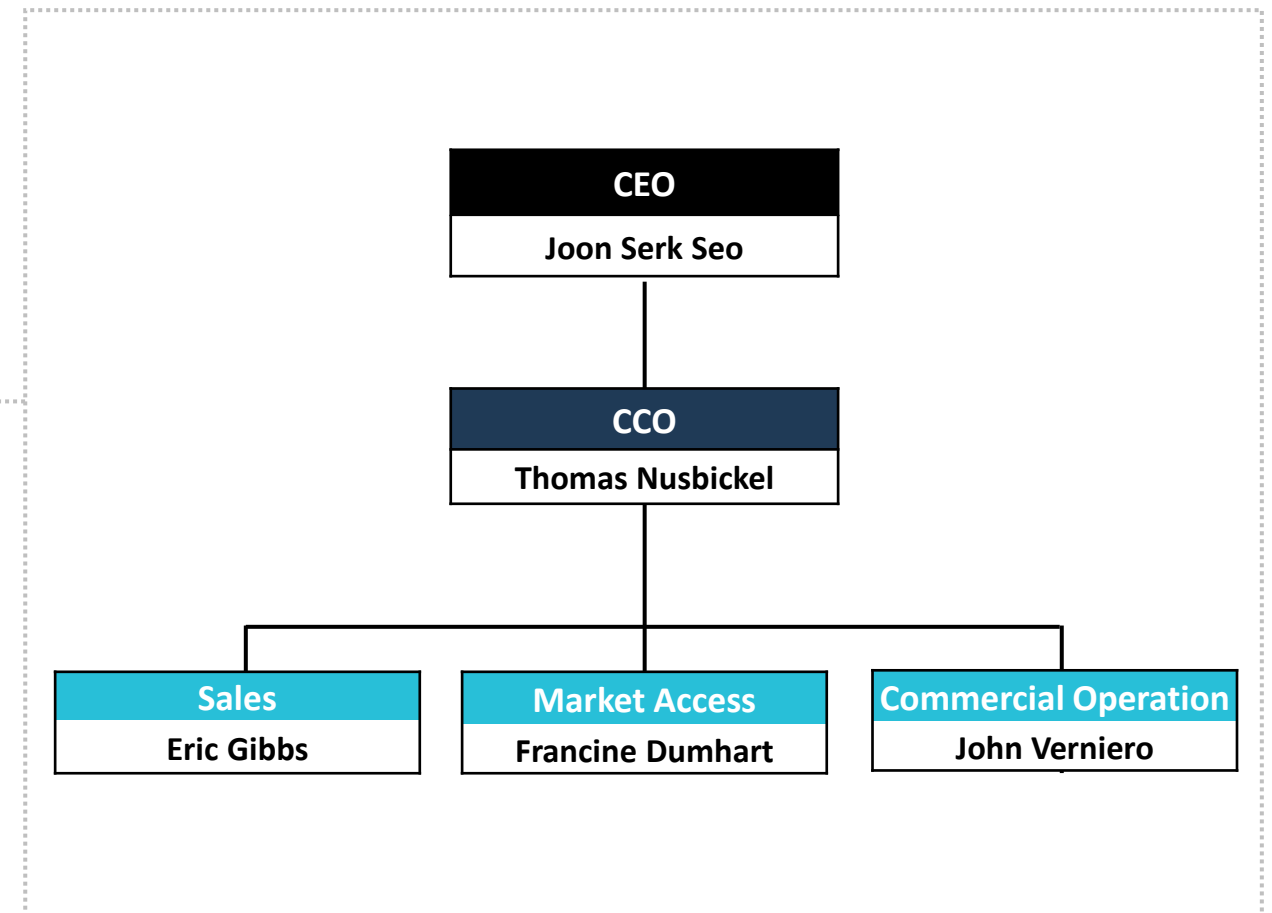 CEO
Joon Serk Seo
CCO
Thomas Nusbickel
Sales
Eric Gibbs
Market Access
Francine Dumhart
Commercial Operation
John Verniero